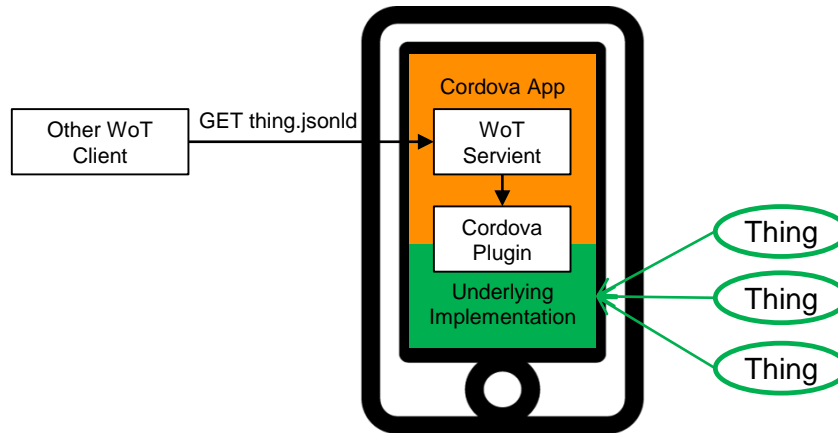 Cordova App
Other WoT
Client
GET thing.jsonld
WoT
Servient
Cordova
Plugin
Underlying
Implementation
Thing
Thing
Thing